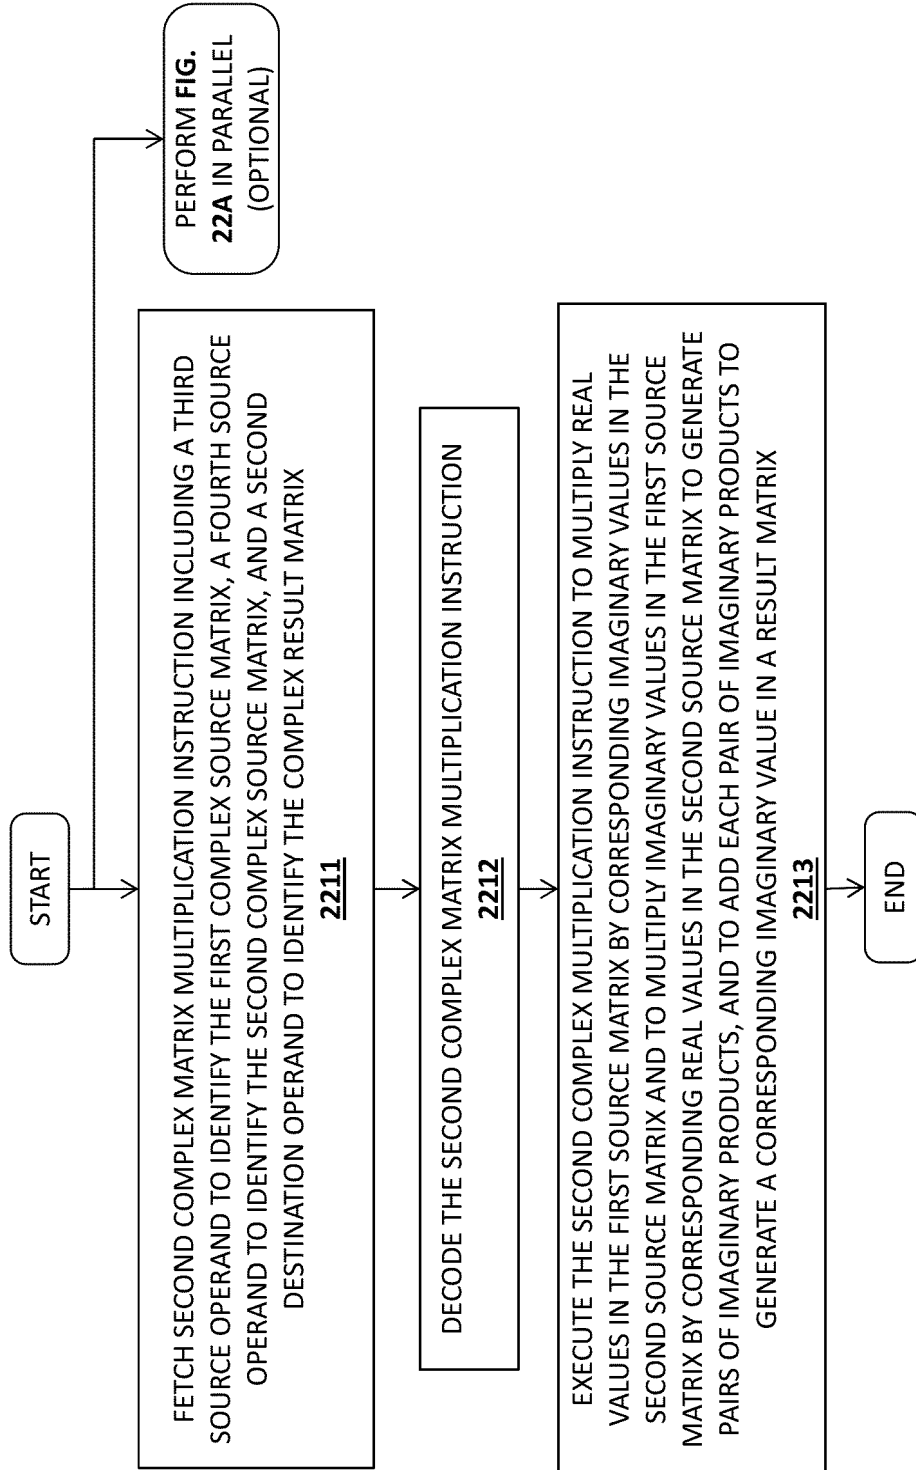 START
PERFORM FIG.
22A IN PARALLEL
(OPTIONAL)
FETCH SECOND COMPLEX MATRIX MULTIPLICATION INSTRUCTION INCLUDING A THIRD
SOURCE OPERAND TO IDENTIFY THE FIRST COMPLEX SOURCE MATRIX, A FOURTH SOURCE
OPERAND TO IDENTIFY THE SECOND COMPLEX SOURCE MATRIX, AND A SECOND
DESTINATION OPERAND TO IDENTIFY THE COMPLEX RESULT MATRIX
2211
DECODE THE SECOND COMPLEX MATRIX MULTIPLICATION INSTRUCTION
2212
EXECUTE THE SECOND COMPLEX MULTIPLICATION INSTRUCTION TO MULTIPLY REAL
VALUES IN THE FIRST SOURCE MATRIX BY CORRESPONDING IMAGINARY VALUES IN THE
SECOND SOURCE MATRIX AND TO MULTIPLY IMAGINARY VALUES IN THE FIRST SOURCE
MATRIX BY CORRESPONDING REAL VALUES IN THE SECOND SOURCE MATRIX TO GENERATE
PAIRS OF IMAGINARY PRODUCTS, AND TO ADD EACH PAIR OF IMAGINARY PRODUCTS TO
GENERATE A CORRESPONDING IMAGINARY VALUE IN A RESULT MATRIX
2213
END